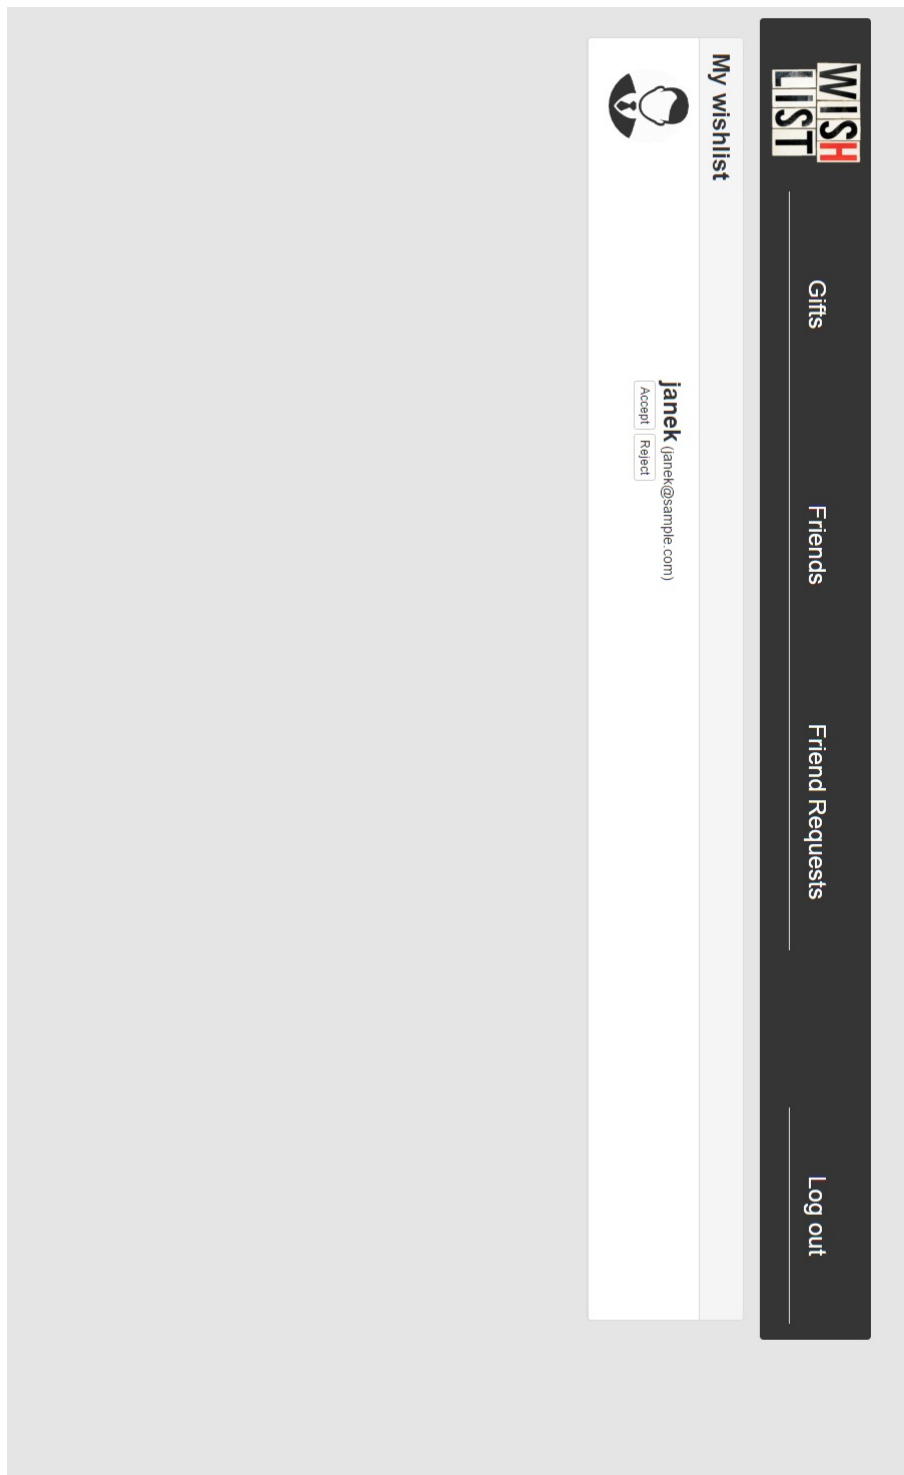 WISH
LIST
Gifts
Friends
Friend Requests
Log out
My wishlist
janek (janek@sample.com)
Accept Reject